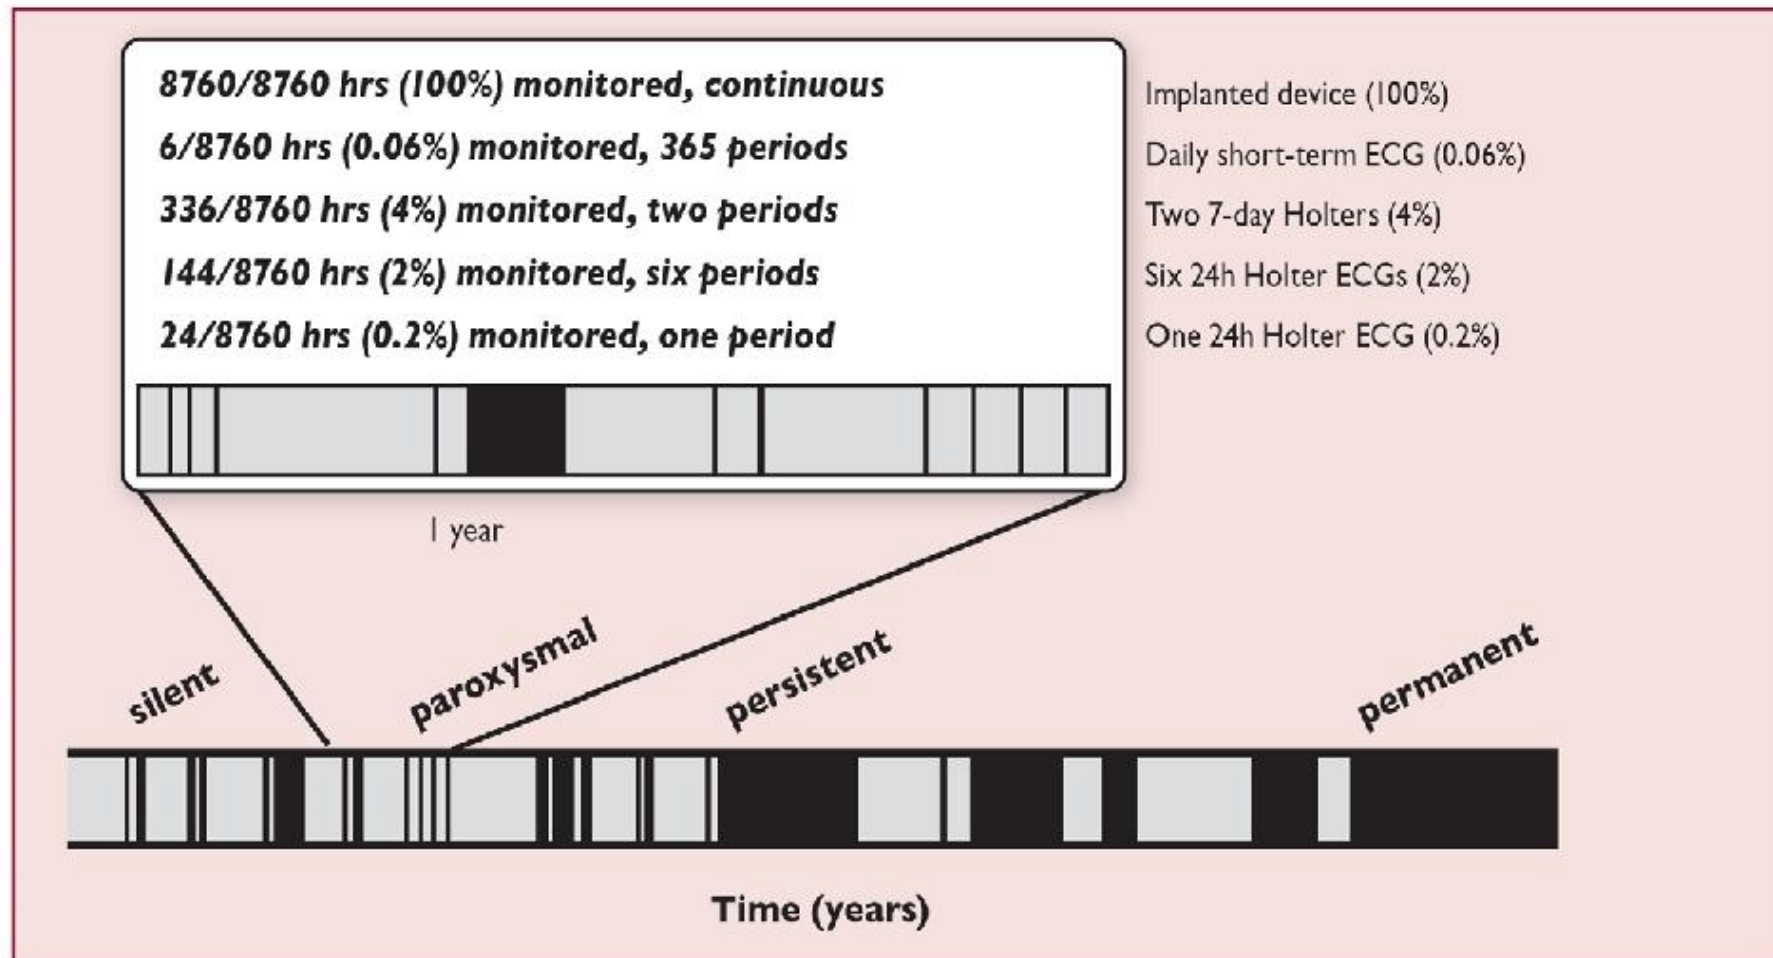 8760/8760 hrs (100%) monitored, continuous
6/8760 hrs (0.06%) monitored, 365 periods
336/8760 hrs (4%) monitored, two periods
144/8760 hrs (2%) monitored, six periods
24/8760 hrs (0.2%) monitored, one period
Implanted device (100%)
Daily short-term ECG (0.06%)
Two 7-day Holters (4%)
Six 24h Holter ECGs (2%)
One 24h Holter ECG (0.2%)
1 year
silent
paroxysmal
persistent
permanent
Time (years)